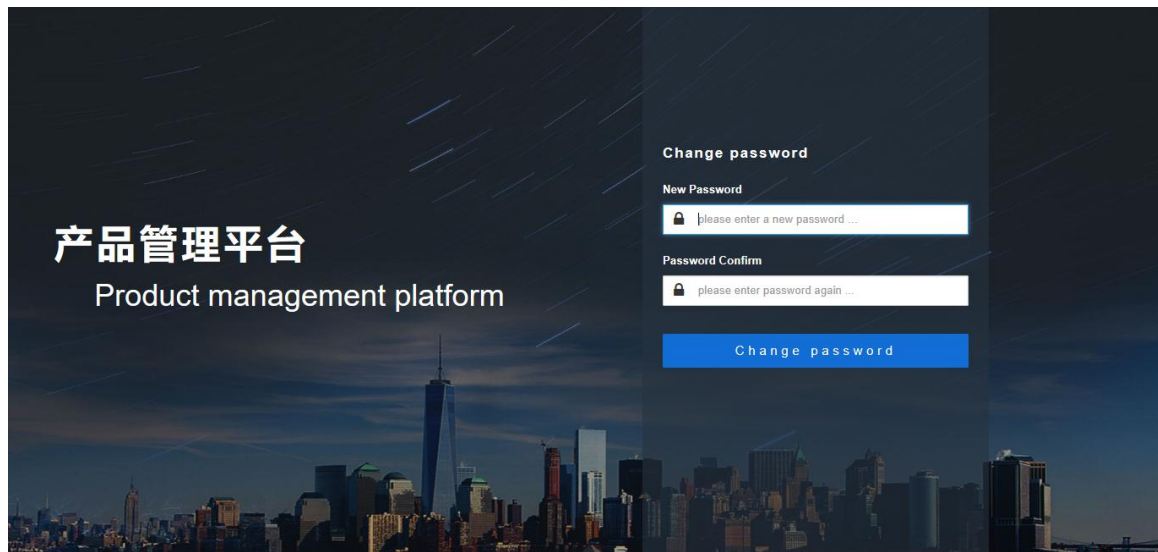 产品管理平台
Product management platform
Change password
New Password
please enter a new password ...
Password Confirm
please enter password again ...
Change password